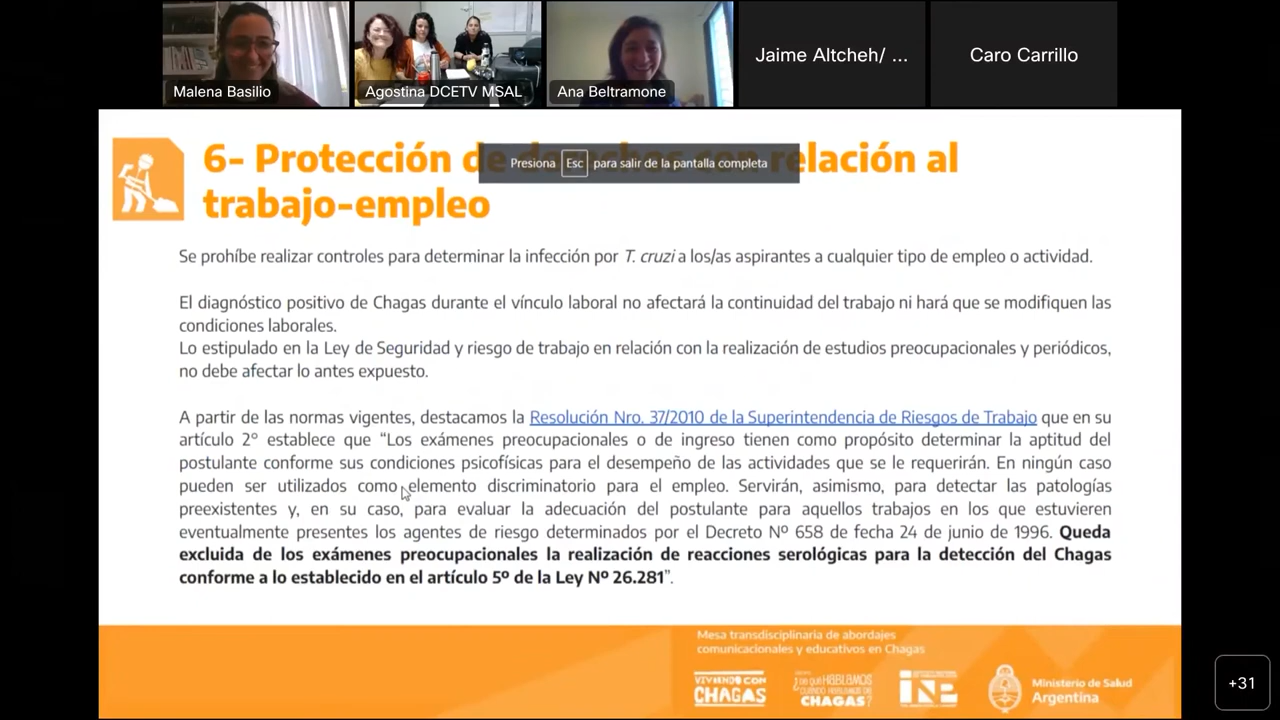 Malena Basilio
Agostina DCETV MSAL
Ana Beltramone
Jaime Altcheh/ ...
Caro Carrillo
6- Protección de relación al
Presiona Esc para salir de la pantalla completa
trabajo-empleo
Se prohíbe realizar controles para determinar la infección por T. cruzi a los/as aspirantes a cualquier tipo de empleo o actividad.
El diagnóstico positivo de Chagas durante el vínculo laboral no afectará la continuidad del trabajo ni hará que se modifiquen las
condiciones laborales.
Lo estipulado en la Ley de Seguridad y riesgo de trabajo en relación con la realización de estudios preocupacionales y periódicos,
no debe afectar lo antes expuesto.
A partir de las normas vigentes, destacamos la Resolución Nro. 37/2010 de la Superintendencia de Riesgos de Trabajo que en su
artículo 2° establece que “Los exámenes preocupacionales o de ingreso tienen como propósito determinar la aptitud del
postulante conforme sus condiciones psicofísicas para el desempeño de las actividades que se le requerirán. En ningún caso
pueden ser utilizados como elemento discriminatorio para el empleo. Servirán, asimismo, para detectar las patologías
preexistentes y, en su caso, para evaluar la adecuación del postulante para aquellos trabajos en los que estuvieren
eventualmente presentes los agentes de riesgo determinados por el Decreto Nº 658 de fecha 24 de junio de 1996. Queda
excluida de los exámenes preocupacionales la realización de reacciones serológicas para la detección del Chagas
conforme a lo establecido en el artículo 5º de la Ley Nº 26.281”.
Mesa transdisciplinaria de abordajes
comunicacionales y educativos en Chagas
VIVIENDO CON
CHAGAS
¿DE QUÉ HABLAMOS
CUANDO HABLAMOS DE
CHAGAS?
INP
Ministerio de Salud
Argentina
+31